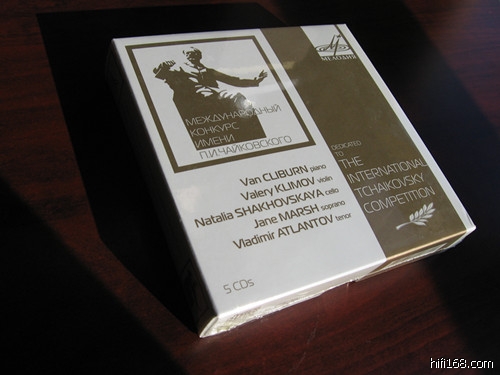 МЕЖДУНАРОДНЫЙ
КОНКУРС
ИМЕНИ
П.И.ЧАЙКОВСКОГО
Van CLIBURN piano
Valery KLIMOV violin
Natalia SHAKHOVSKAYA cello
Jane MARSH soprano
Vladimir ATLANTOV tenor
5 CDs
МЕЛОДИЯ
DEDICATED
TO
THE
INTERNATIONAL
TCHAIKOVSKY
COMPETITION
hifi168.com